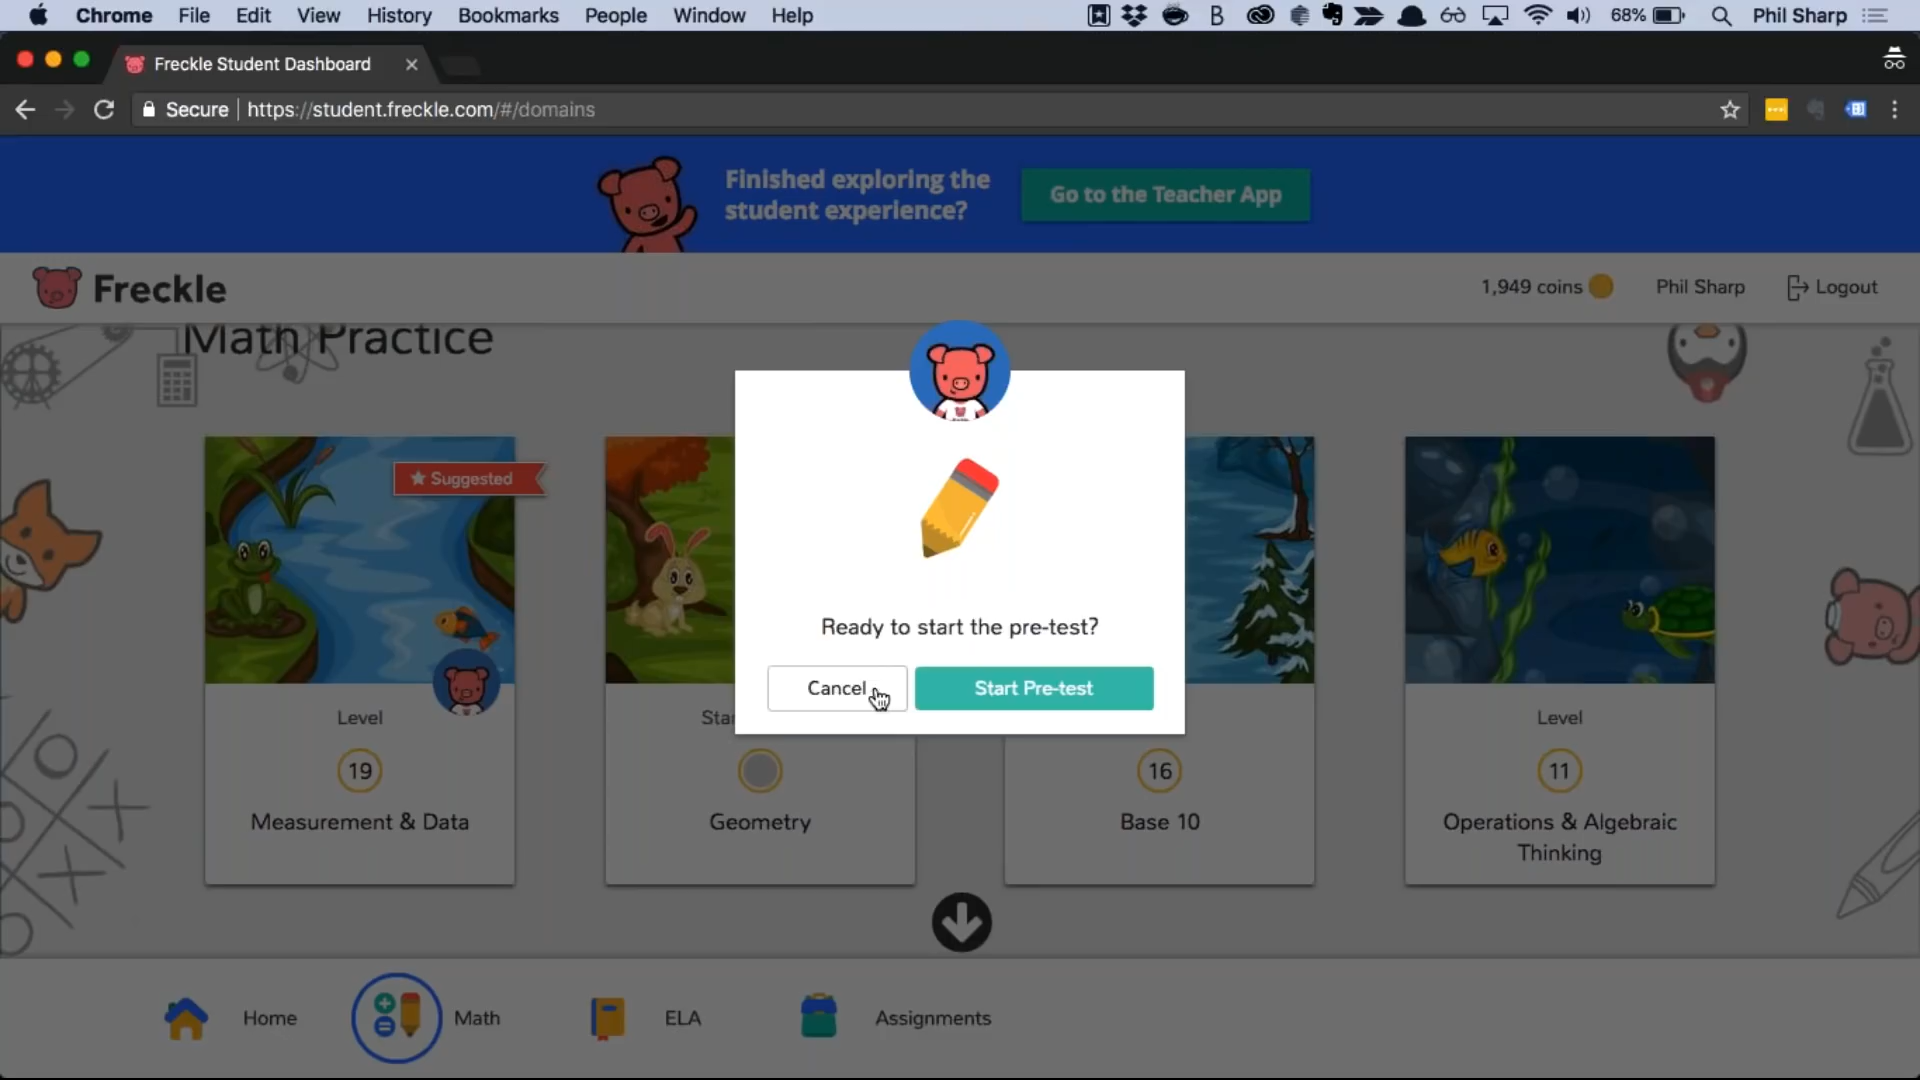 Chrome File Edit View History Bookmarks People Window Help B 68% Phil Sharp
Freckle Student Dashboard
Secure https://student.freckle.com/#/domains
Finished exploring the
student experience?
Go to the Teacher App
Freckle
1,949 coins
Phil Sharp
Logout
Math Practice
Suggested
Ready to start the pre-test?
Cancel
Start Pre-test
Level
19
Measurement & Data
Star
Geometry
16
Base 10
Level
11
Operations & Algebraic
Thinking
Home
Math
ELA
Assignments